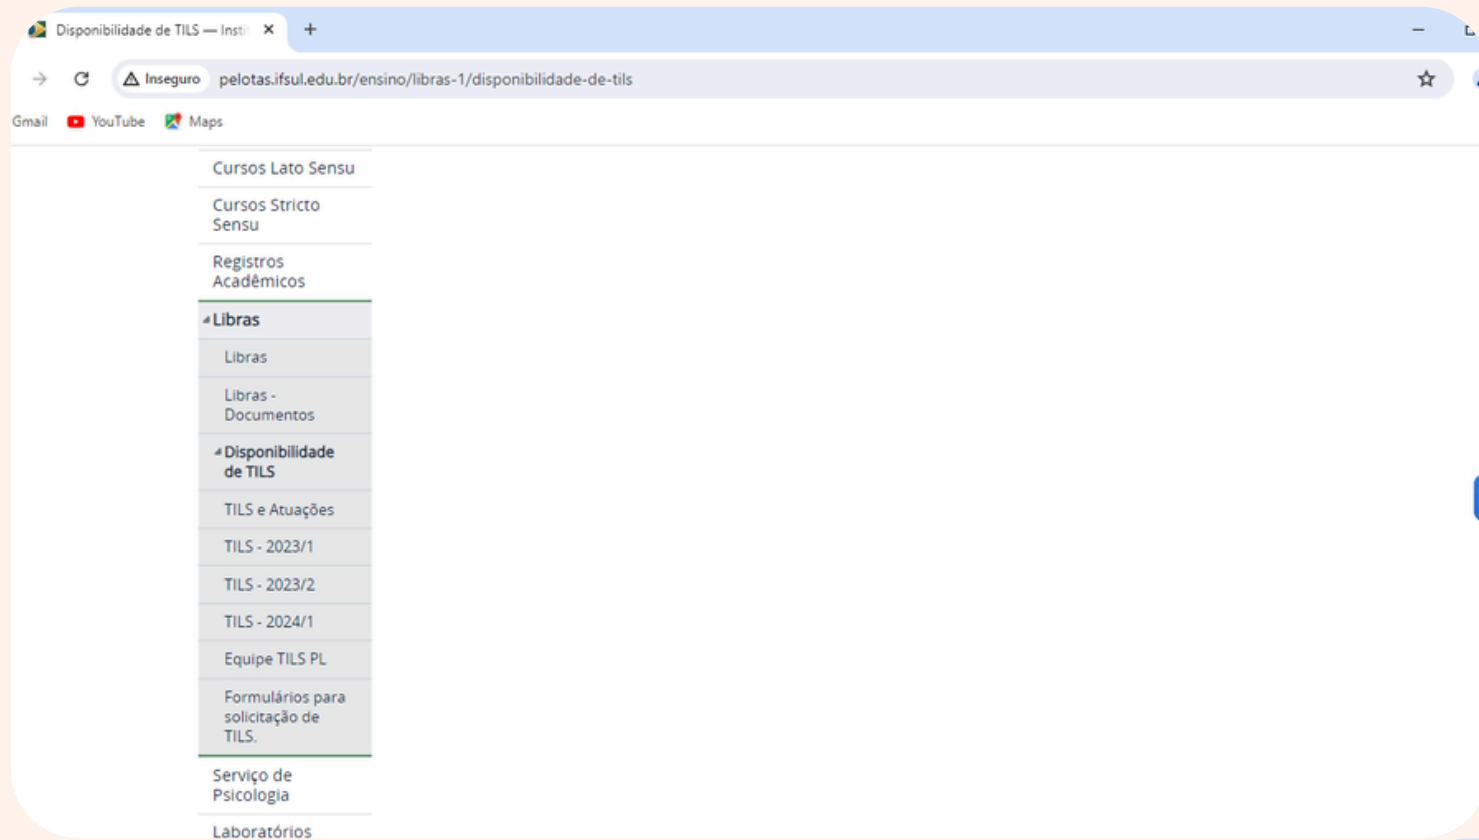 Disponibilidade de TILS — Insti
Inseguro pelotas.ifsul.edu.br/ensino/libras-1/disponibilidade-de-tils
Gmail YouTube Maps
Cursos Lato Sensu
Cursos Stricto
Sensu
Registros
Acadêmicos
Libras
Libras
Libras -
Documentos
Disponibilidade
de TILS
TILS e Atuações
TILS - 2023/1
TILS - 2023/2
TILS - 2024/1
Equipe TILS PL
Formulários para
solicitação de
TILS.
Serviço de
Psicologia
Laboratórios